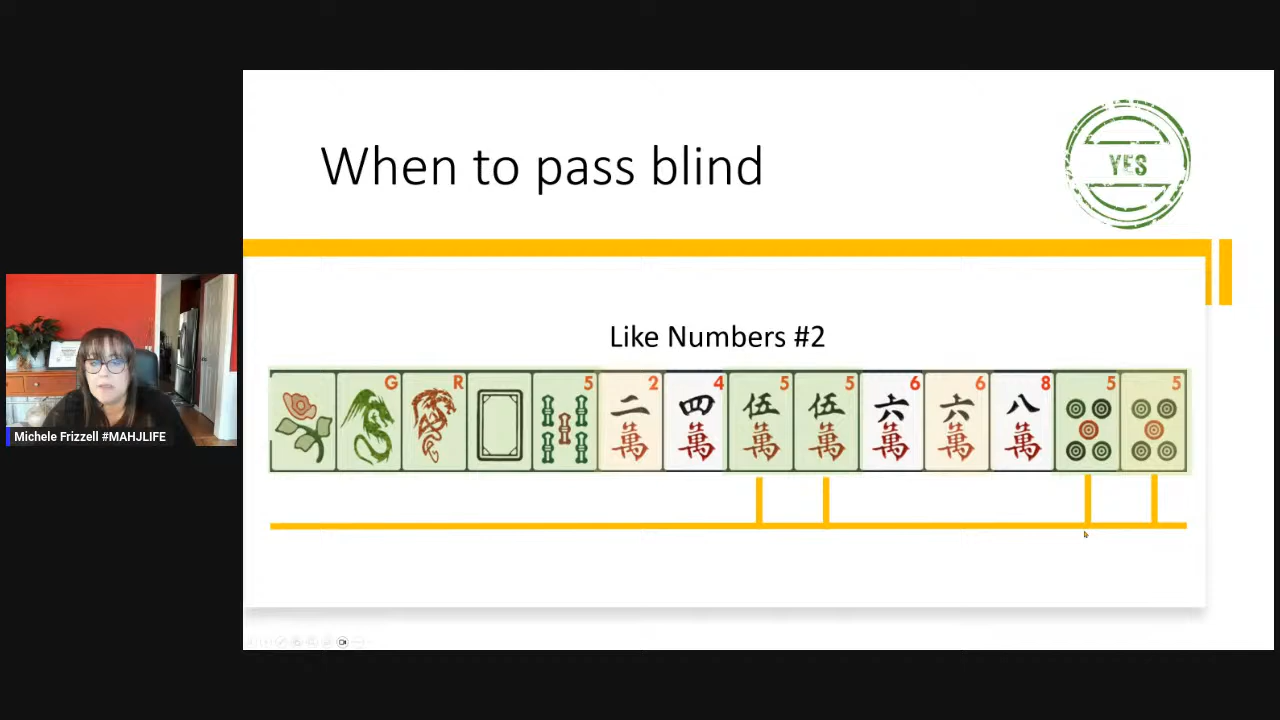 When to pass blind
YES
Like Numbers #2
G R 5 2 4 5 5 6 6 8 5 5
二 四 伍 伍 六 六 八
萬 萬 萬 萬 萬 萬 萬
Michele Frizzell #MAHJLIFE